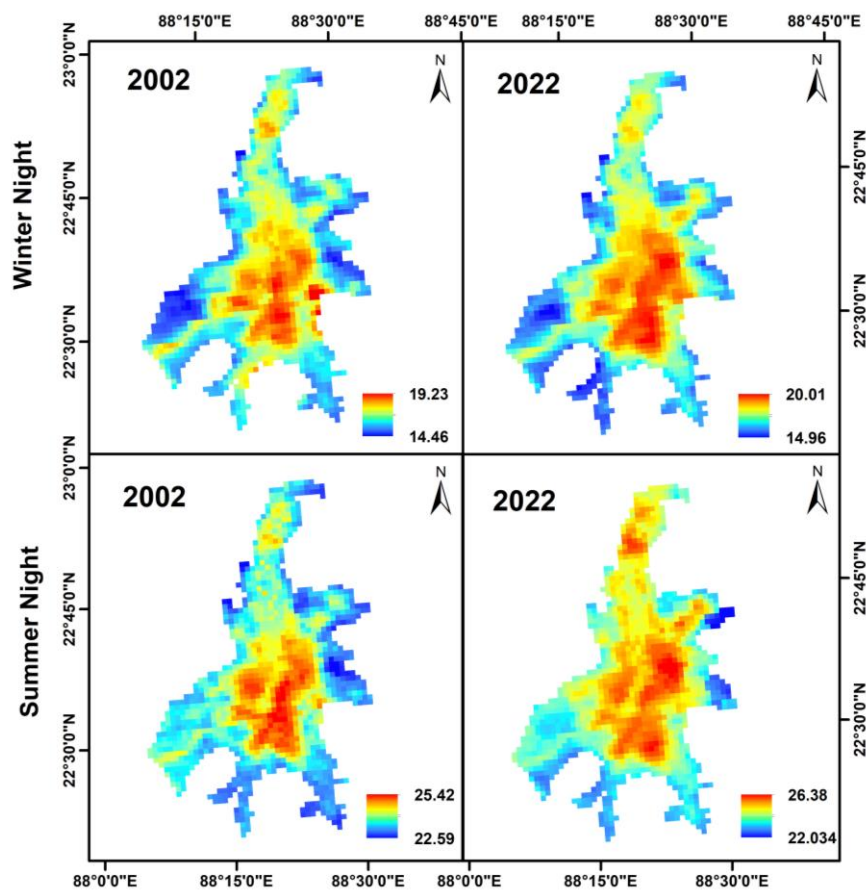 88°15'0"E 88°30'0"E 88°45'0"E 88°30'0"E 88°45'0"E
Winter Night
23°0'0"N
22°45'0"N
22°30'0"N
2002
N
19.23
14.46
2022
N
20.01
14.96
22°45'0"N
22°30'0"N
Summer Night
23°0'0"N
22°45'0"N
22°30'0"N
2002
N
25.42
22.59
2022
N
26.38
22.034
22°45'0"N
22°30'0"N
88°0'0"E 88°15'0"E 88°30'0"E 88°0'0"E 88°15'0"E 88°30'0"E